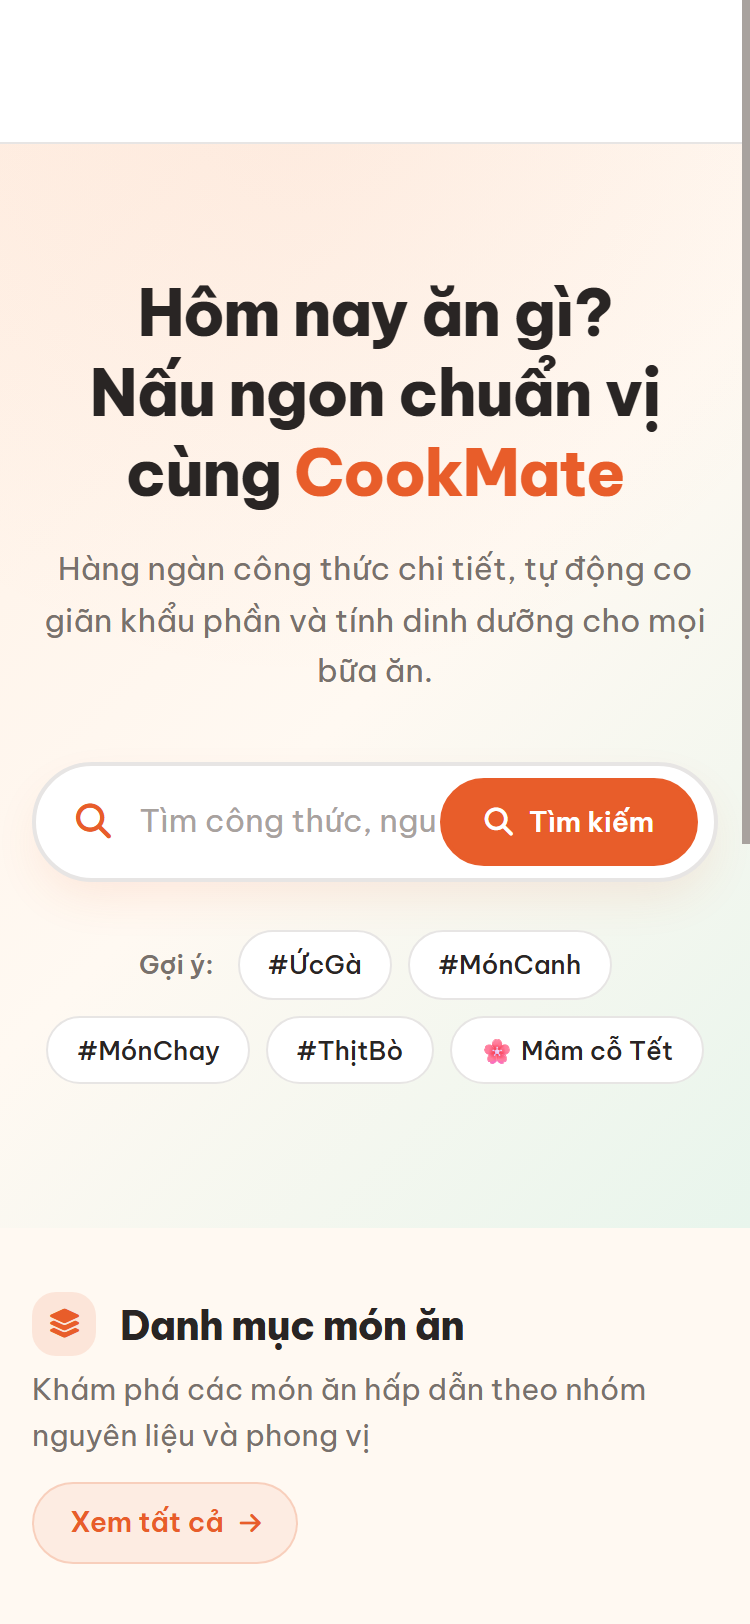 Hôm nay ăn gì?
Nấu ngon chuẩn vị
cùng CookMate
Hàng ngàn công thức chi tiết, tự động co
giãn khẩu phần và tính dinh dưỡng cho mọi
bữa ăn.
Tìm công thức, ngu
Tìm kiếm
Gợi ý: #ỨcGà #MónCanh
#MónChay #ThịtBò 🌸 Mâm cỗ Tết
Danh mục món ăn
Khám phá các món ăn hấp dẫn theo nhóm
nguyên liệu và phong vị
Xem tất cả →